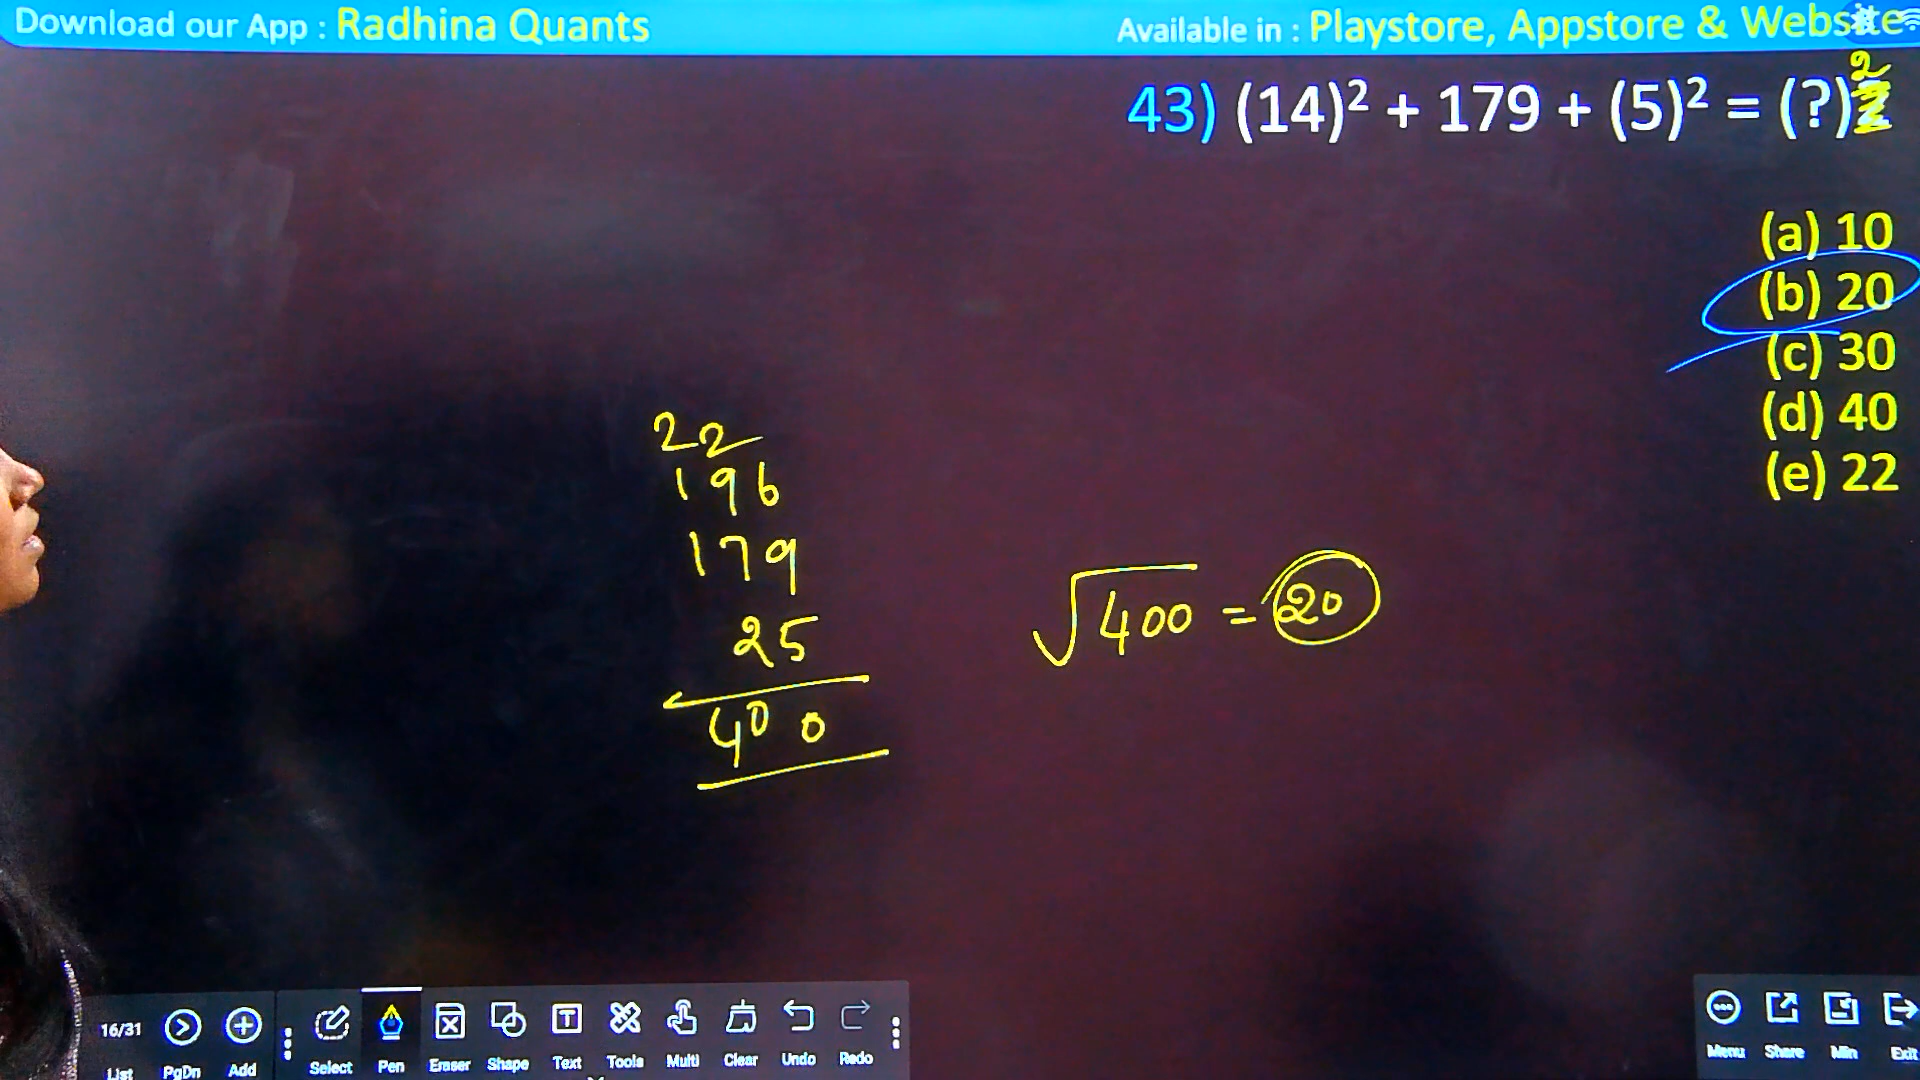 Download our App : Radhina Quants
Available in : Playstore, Appstore & Website
43) (14)² + 179 + (5)² = (?)²
(a) 10
(b) 20
(c) 30
(d) 40
(e) 22
22
196
179
25
400
√400 = 20
16/31
List
PgDn
Add
Select
Pen
Eraser
Shape
Text
Tools
Multi
Clear
Undo
Redo
Menu
Share
Min
Exit